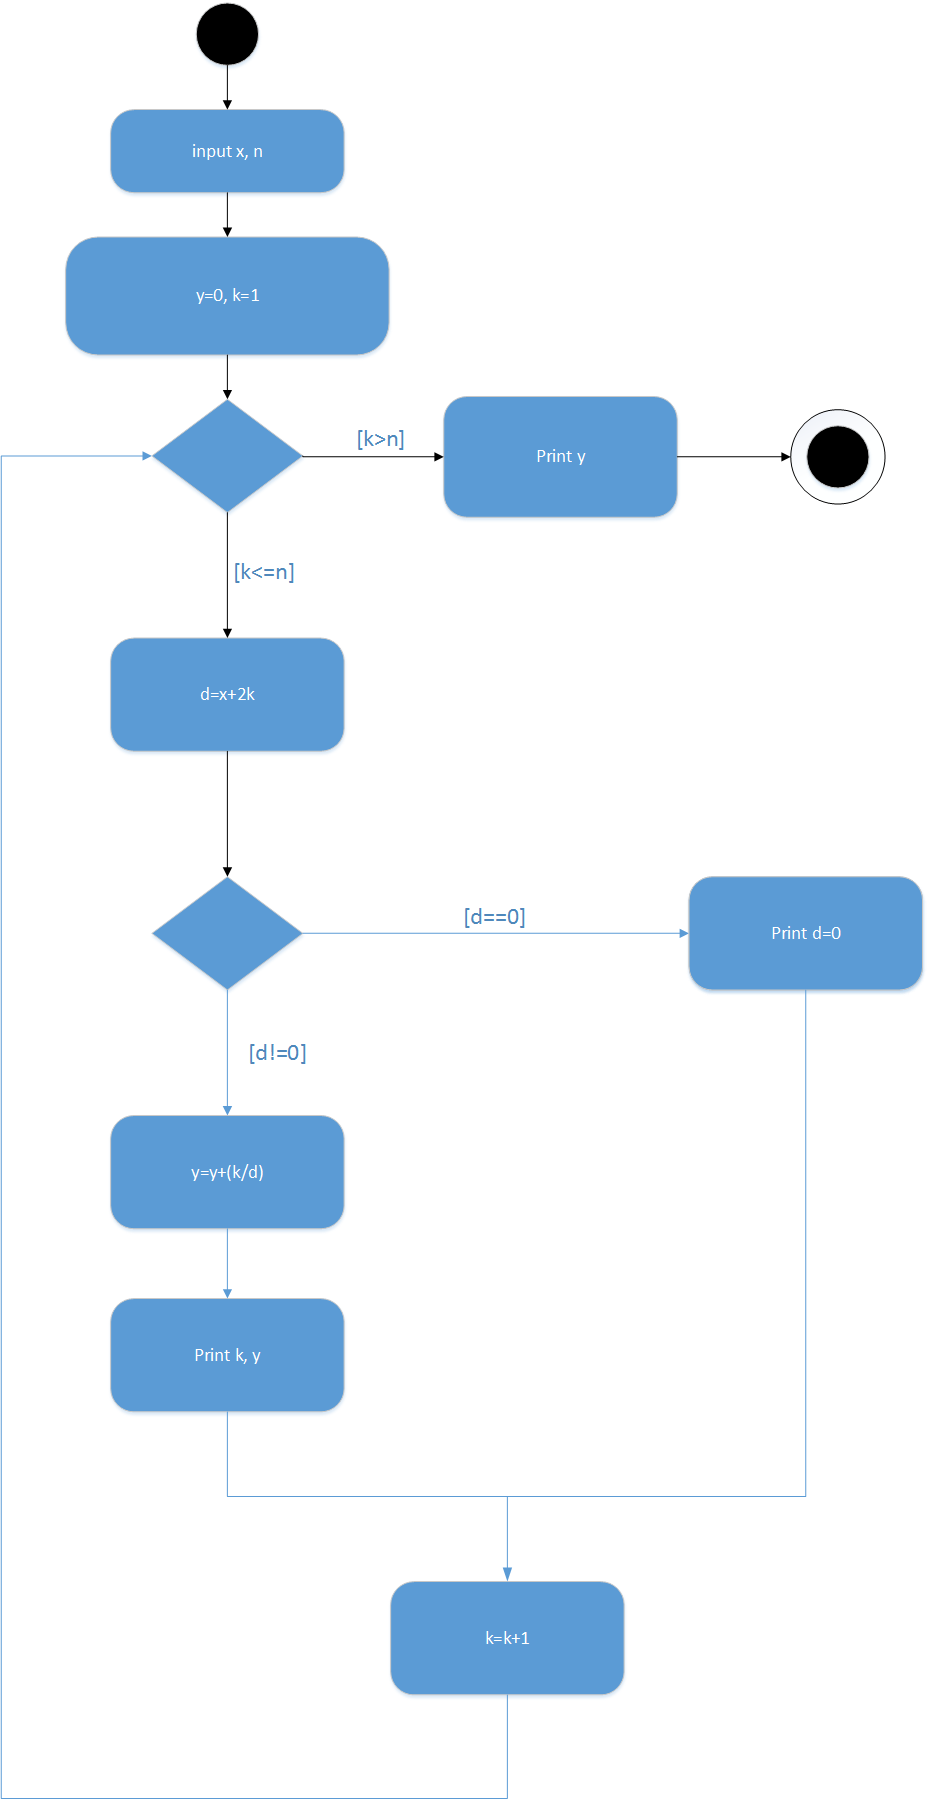 input x, n
y=0, k=1
[k>n]
Print y
[k<=n]
d=x+2k
[d==0]
Print d=0
[d!=0]
y=y+(k/d)
Print k, y
k=k+1